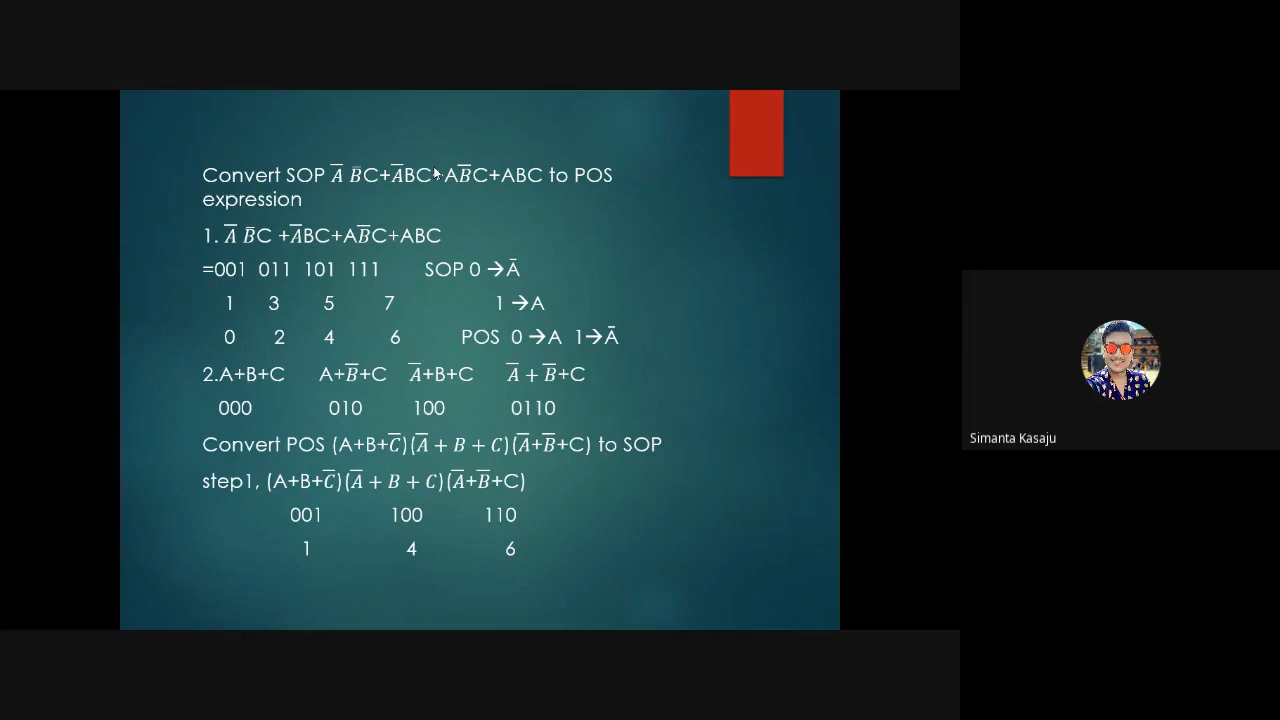 Convert SOP A̅ B̅C+A̅BC+AB̅C+ABC to POS
expression
1. A̅ B̅C +A̅BC+AB̅C+ABC
=001 011 101 111 SOP 0 →A̅
1 3 5 7 1 →A
0 2 4 6 POS 0 →A 1→A̅
2.A+B+C A+B̅+C A̅+B+C A̅ + B̅+C
000 010 100 0110
Convert POS (A+B+C̅)(A̅ + B + C)(A̅+B̅+C) to SOP
step1, (A+B+C̅)(A̅ + B + C)(A̅+B̅+C)
001 100 110
1 4 6
Simanta Kasaju